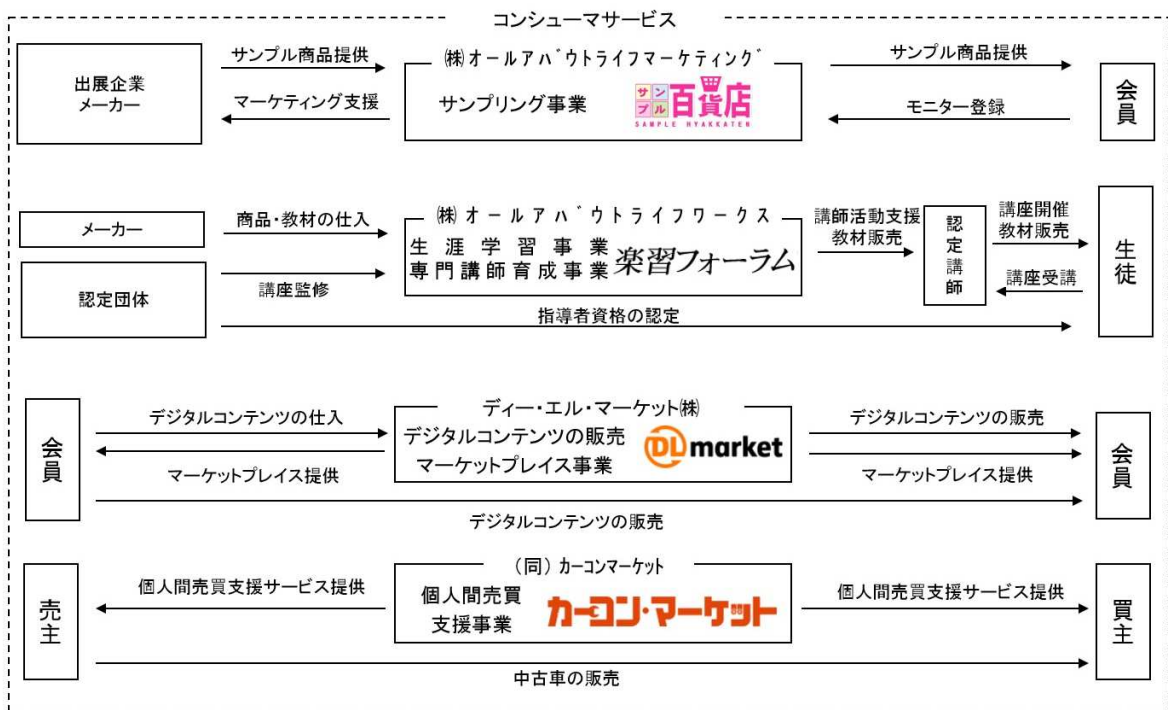 コンシューマサービス
出展企業
メーカー
サンプル商品提供
マーケティング支援
㈱オールアバウトライフマーケティング
サンプリング事業
サンプル
百貨店
SAMPLE HYAKKATEN
サンプル商品提供
モニター登録
会員
メーカー
認定団体
商品・教材の仕入
講座監修
㈱オールアバウトライフワークス
生涯学習事業
専門講師育成事業
楽習フォーラム
講師活動支援
教材販売
認定講師
講座開催
教材販売
講座受講
生徒
指導者資格の認定
会員
デジタルコンテンツの仕入
マーケットプレイス提供
ディー・エル・マーケット㈱
デジタルコンテンツの販売
マーケットプレイス事業
DLmarket
デジタルコンテンツの販売
マーケットプレイス提供
会員
デジタルコンテンツの販売
売主
個人間売買支援サービス提供
(同)カーコンマーケット
個人間売買
支援事業
カーコン・マーケット
個人間売買支援サービス提供
買主
中古車の販売